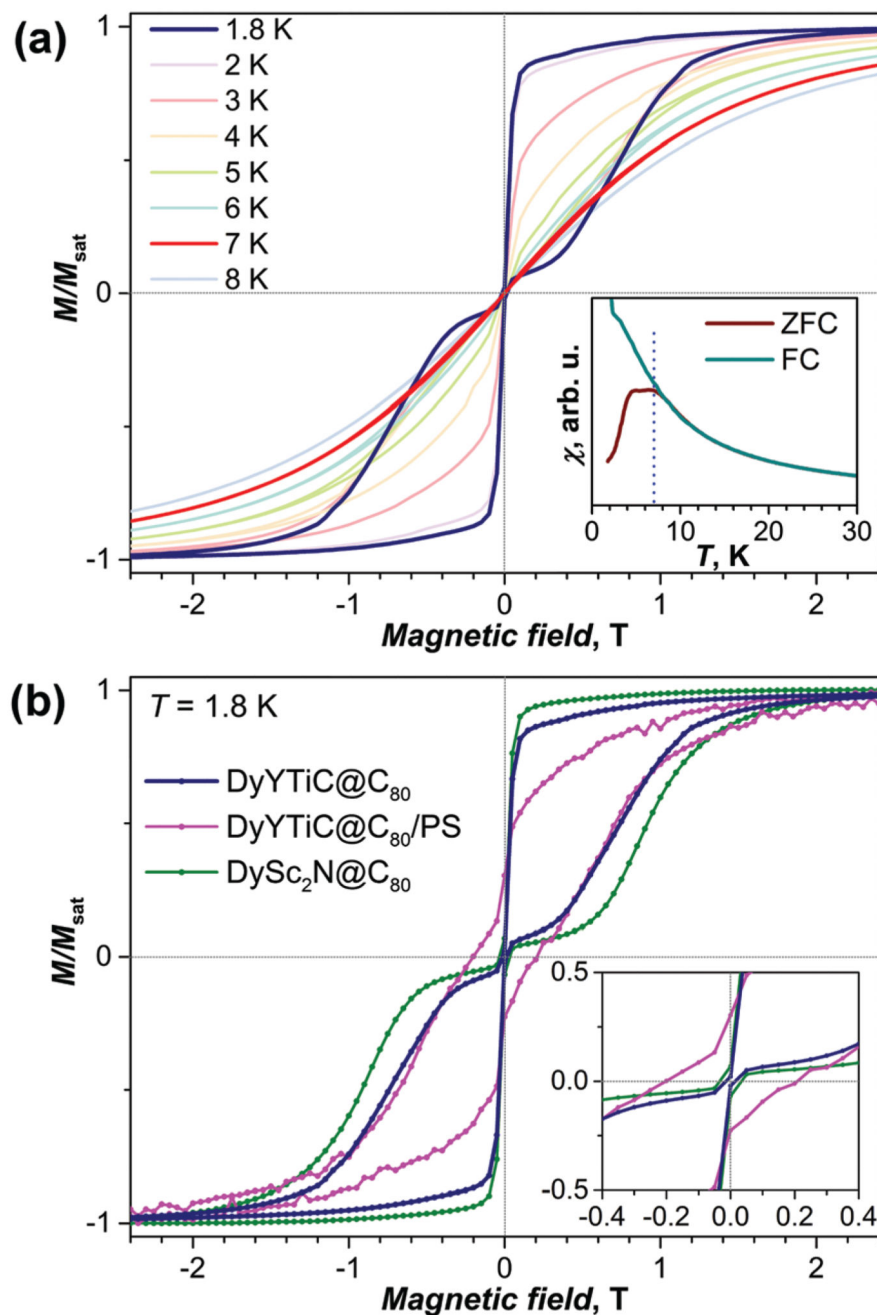 (a)
1
0
-1
M/Msat
1.8 K
2 K
3 K
4 K
5 K
6 K
7 K
8 K
χ, arb. u.
ZFC
FC
0 10 20 30
T, K
-2 -1 0 1 2
Magnetic field, T
(b)
1
0
-1
M/Msat
T = 1.8 K
DyYTiC@C80
DyYTiC@C80/PS
DySc2N@C80
0.5
0.0
-0.5
-0.4 -0.2 0.0 0.2 0.4
-2 -1 0 1 2
Magnetic field, T